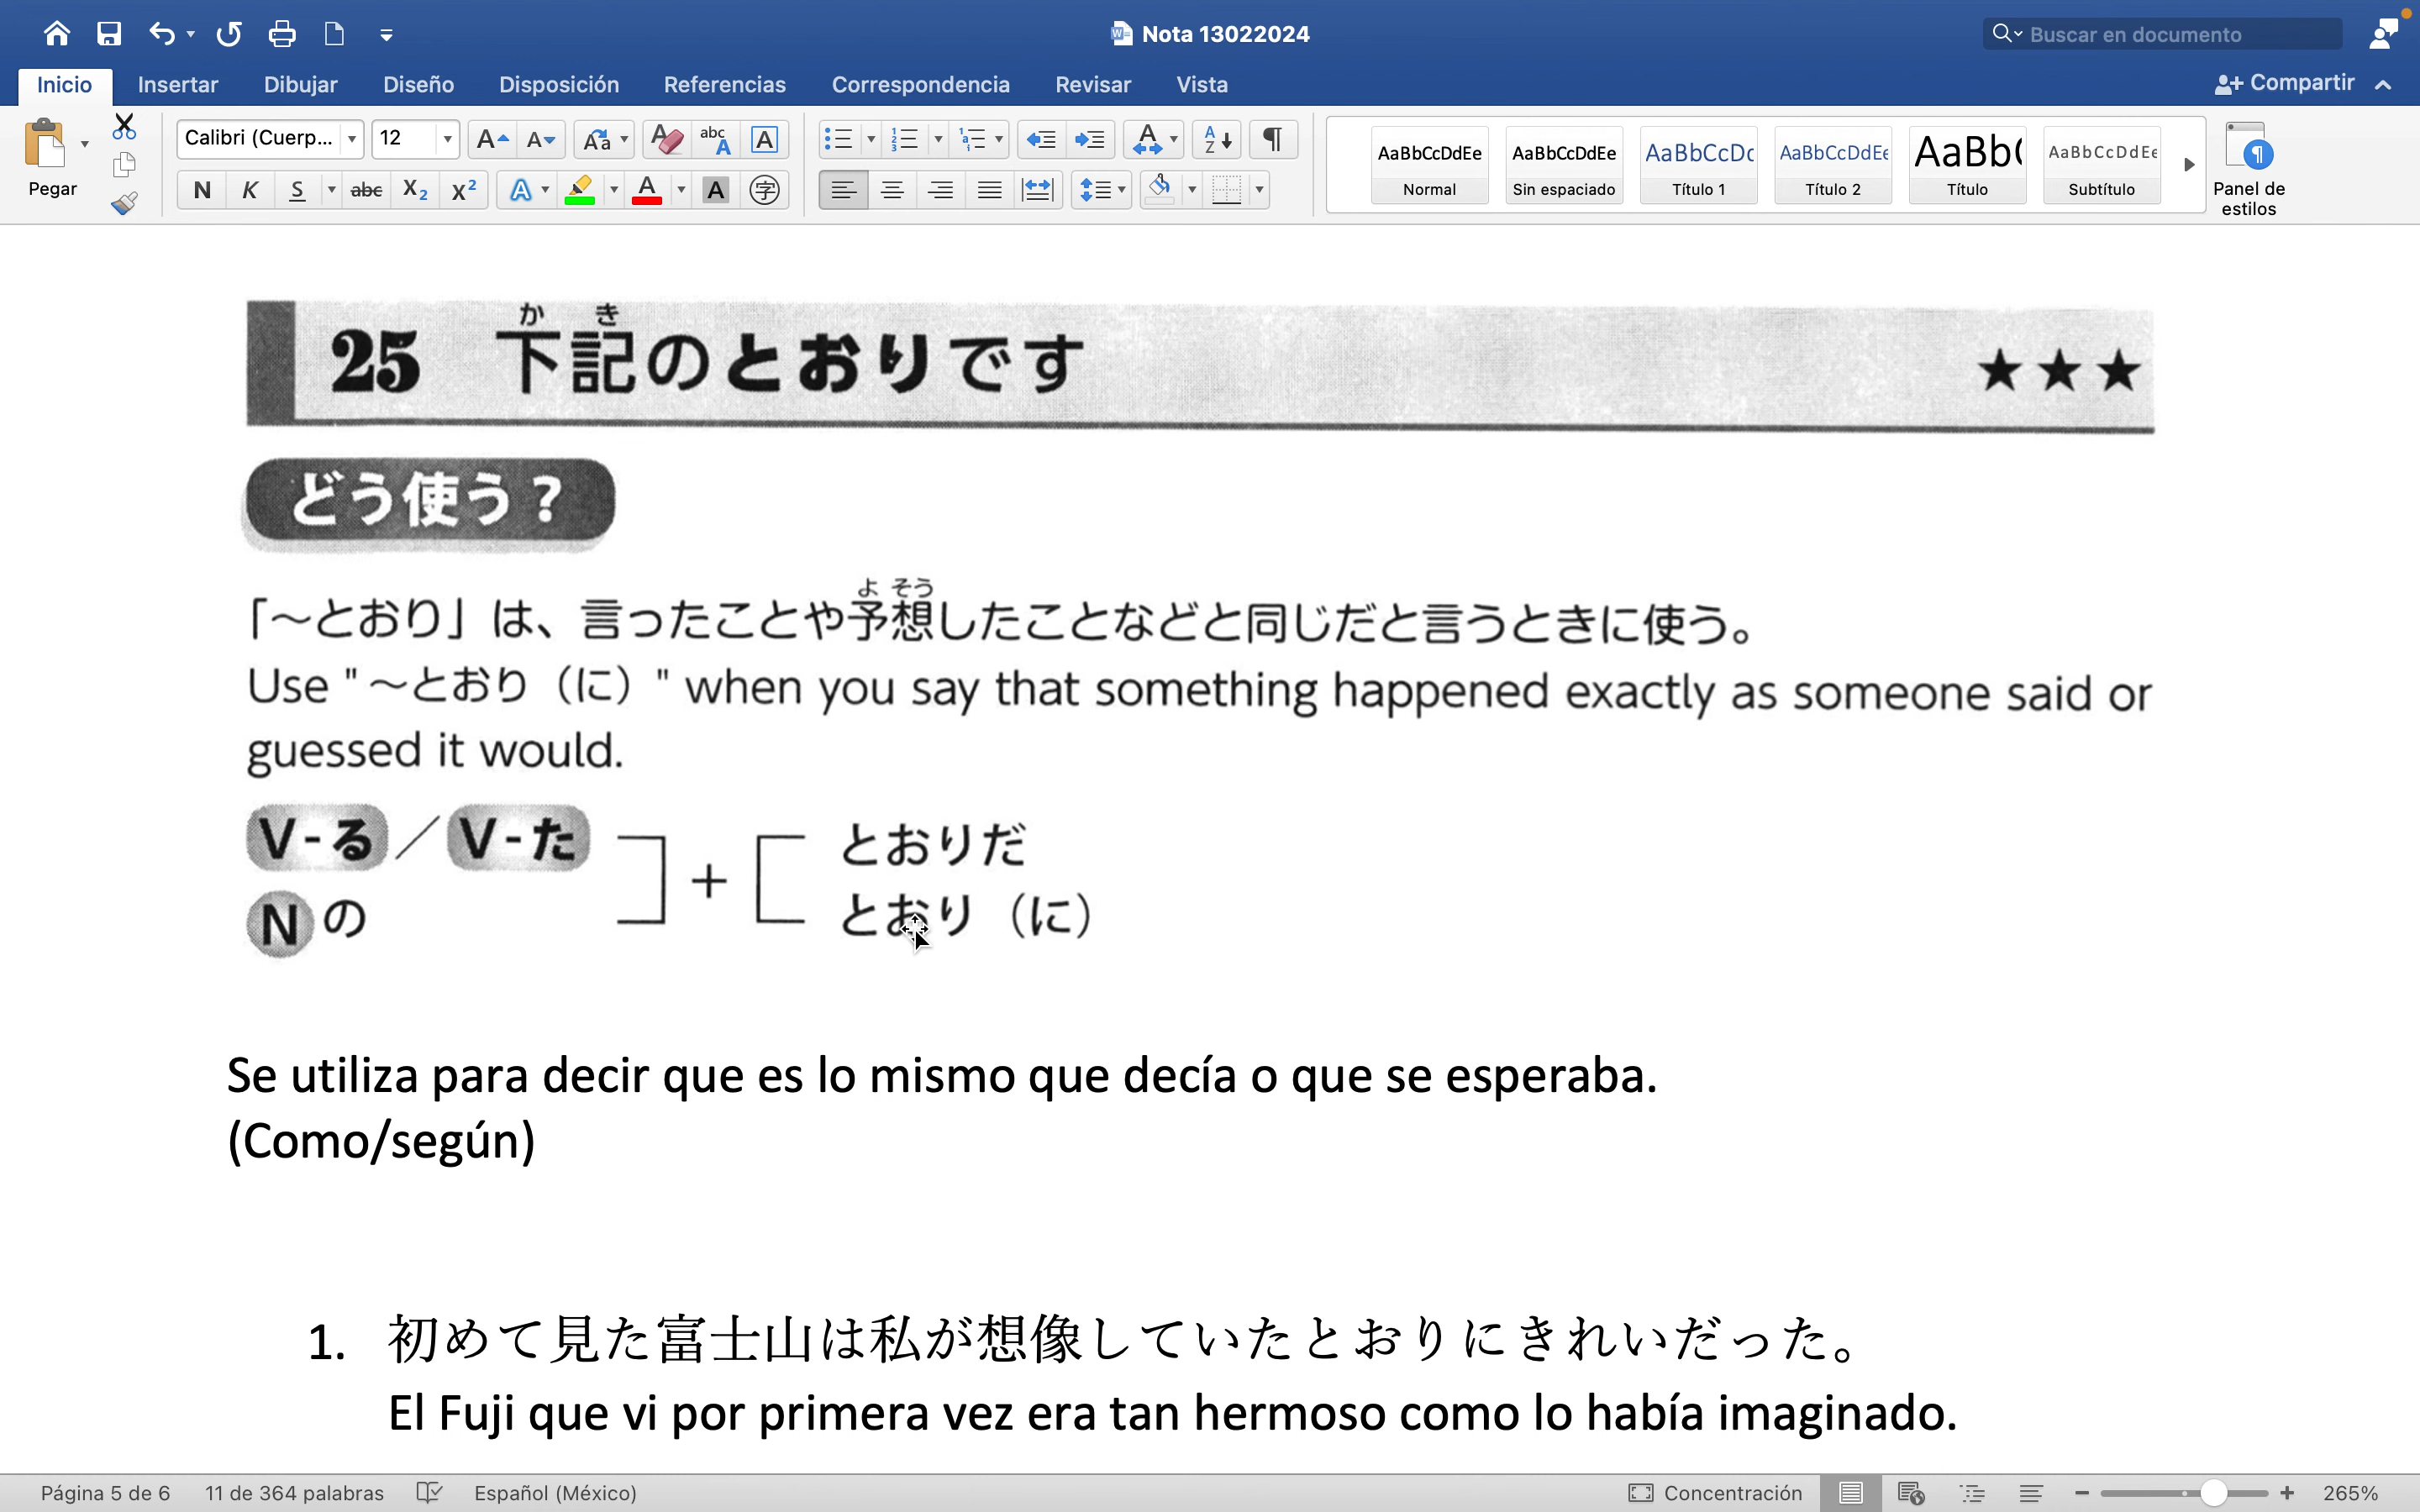 Nota 13022024
Buscar en documento
Inicio Insertar Dibujar Diseño Disposición Referencias Correspondencia Revisar Vista
Compartir
Pegar
Calibri (Cuerp... 12
N K S abc X₂ X²
AaBbCcDdEe AaBbCcDdEe AaBbCcDc AaBbCcDdEe AaBb( AaBbCcDdEe
Normal Sin espaciado Título 1 Título 2 Título Subtítulo
Panel de
estilos
か き
25 下記のとおりです ★★★
どう使う？
よ そう
「～とおり」は、言ったことや予想したことなどと同じだと言うときに使う。
Use "～とおり（に）" when you say that something happened exactly as someone said or
guessed it would.
V-る／V-た ］+［ とおりだ
Nの とおり（に）
Se utiliza para decir que es lo mismo que decía o que se esperaba.
(Como/según)
1. 初めて見た富士山は私が想像していたとおりにきれいだった。
El Fuji que vi por primera vez era tan hermoso como lo había imaginado.
Página 5 de 6 11 de 364 palabras Español (México) Concentración 265%